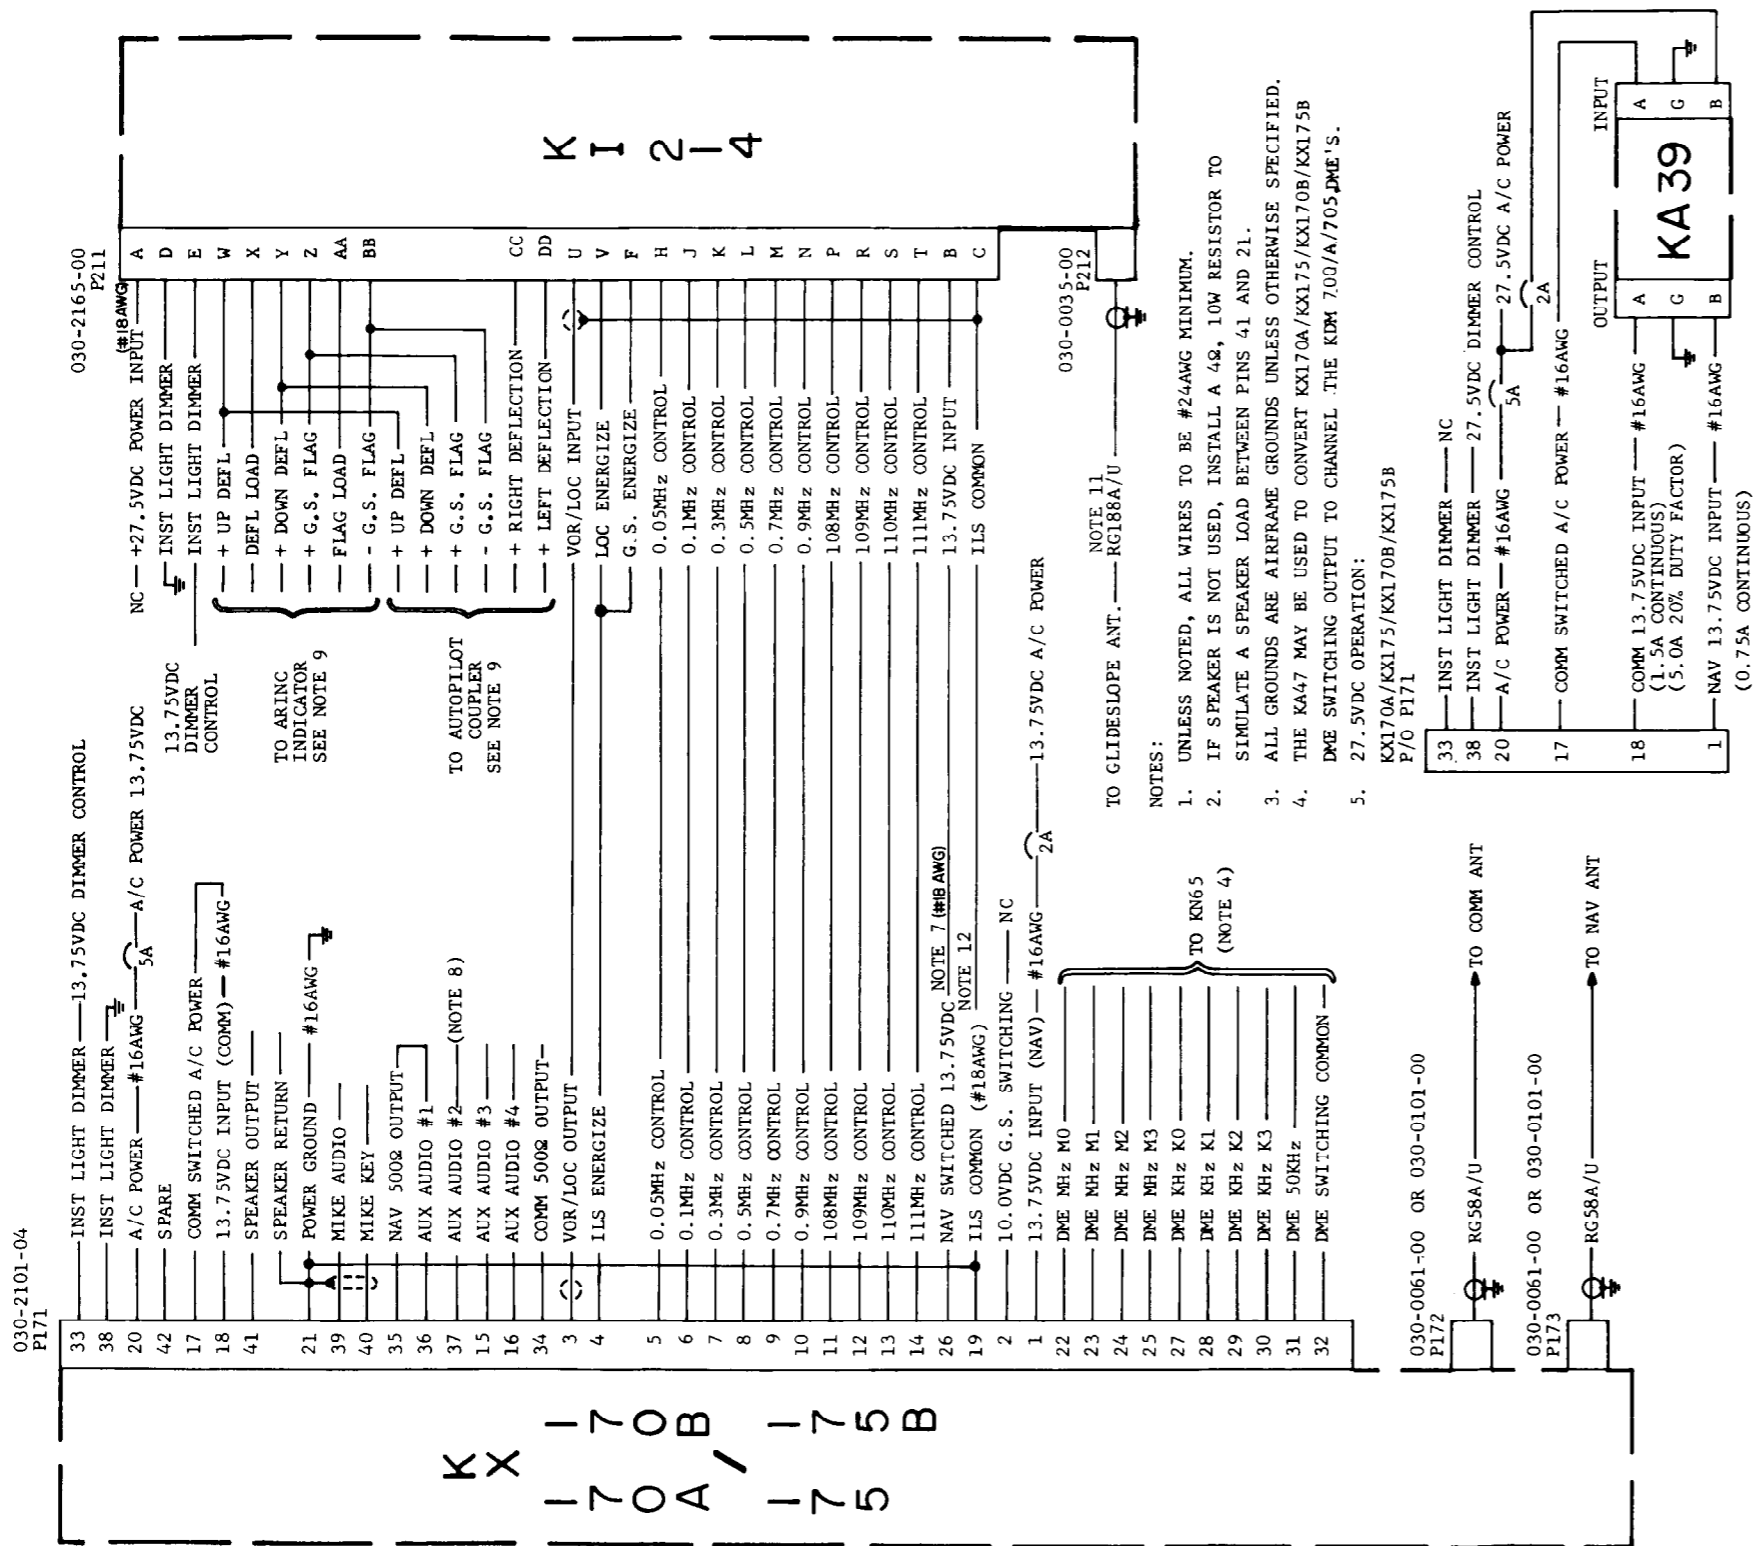 030-2101-04
P171
33 INST LIGHT DIMMER 13.75VDC DIMMER CONTROL
38 INST LIGHT DIMMER
20 A/C POWER #16AWG 5A A/C POWER 13.75VDC
42 SPARE
17 COMM SWITCHED A/C POWER
18 13.75VDC INPUT (COMM) #16AWG
41 SPEAKER OUTPUT
SPEAKER RETURN
21 POWER GROUND #16AWG
39 MIKE AUDIO
40 MIKE KEY
35 NAV 500Ω OUTPUT
36 AUX AUDIO #1
37 AUX AUDIO #2 (NOTE 8)
15 AUX AUDIO #3
16 AUX AUDIO #4
34 COMM 500Ω OUTPUT
3 VOR/LOC OUTPUT
4 ILS ENERGIZE
5 0.05MHz CONTROL
6 0.1MHz CONTROL
7 0.3MHz CONTROL
8 0.5MHz CONTROL
9 0.7MHz CONTROL
10 0.9MHz CONTROL
11 108MHz CONTROL
12 109MHz CONTROL
13 110MHz CONTROL
14 111MHz CONTROL
26 NAV SWITCHED 13.75VDC NOTE 7 (#18 AWG)
19 ILS COMMON (#18AWG) NOTE 12
2 10.0VDC G.S. SWITCHING NC
1 13.75VDC INPUT (NAV) #16AWG 2A 13.75VDC A/C POWER
22 DME MHz M0
23 DME MHz M1
24 DME MHz M2
25 DME MHz M3
27 DME KHz K0
28 DME KHz K1
29 DME KHz K2
30 DME KHz K3
31 DME 50KHz
32 DME SWITCHING COMMON
TO KN65
(NOTE 4)
KX
170B 175B
170A / 175
030-0061-00 OR 030-0101-00
P172
RG58A/U TO COMM ANT
030-0061-00 OR 030-0101-00
P173
RG58A/U TO NAV ANT
030-2165-00
P211
(#18AWG)
NC +27.5VDC POWER INPUT A
INST LIGHT DIMMER D
13.75VDC
DIMMER
CONTROL
INST LIGHT DIMMER E
+ UP DEFL W
DEFL LOAD X
+ DOWN DEFL Y
+ G.S. FLAG Z
FLAG LOAD AA
- G.S. FLAG BB
TO ARINC
INDICATOR
SEE NOTE 9
+ UP DEFL
+ DOWN DEFL
+ G.S. FLAG
- G.S. FLAG
+ RIGHT DEFLECTION CC
+ LEFT DEFLECTION DD
TO AUTOPILOT
COUPLER
SEE NOTE 9
VOR/LOC INPUT U
LOC ENERGIZE V
G.S. ENERGIZE F
0.05MHz CONTROL H
0.1MHz CONTROL J
0.3MHz CONTROL K
0.5MHz CONTROL L
0.7MHz CONTROL M
0.9MHz CONTROL N
108MHz CONTROL P
109MHz CONTROL R
110MHz CONTROL S
111MHz CONTROL T
13.75VDC INPUT B
ILS COMMON C
KI 214
030-0035-00
P212
NOTE 11
TO GLIDESLOPE ANT. RG188A/U
NOTES:
1. UNLESS NOTED, ALL WIRES TO BE #24AWG MINIMUM.
2. IF SPEAKER IS NOT USED, INSTALL A 4Ω, 10W RESISTOR TO
SIMULATE A SPEAKER LOAD BETWEEN PINS 41 AND 21.
3. ALL GROUNDS ARE AIRFRAME GROUNDS UNLESS OTHERWISE SPECIFIED.
4. THE KA47 MAY BE USED TO CONVERT KX170A/KX175/KX170B/KX175B
DME SWITCHING OUTPUT TO CHANNEL THE KDM 700/A/705 DME'S.
5. 27.5VDC OPERATION:
KX170A/KX175/KX170B/KX175B
P/O P171
33 INST LIGHT DIMMER NC
38 INST LIGHT DIMMER 27.5VDC DIMMER CONTROL
20 A/C POWER #16AWG 5A 27.5VDC A/C POWER
2A
17 COMM SWITCHED A/C POWER #16AWG
18 COMM 13.75VDC INPUT #16AWG
(1.5A CONTINUOUS)
(5.0A 20% DUTY FACTOR)
1 NAV 13.75VDC INPUT #16AWG
(0.75A CONTINUOUS)
OUTPUT INPUT
A A
G G
B B
KA39